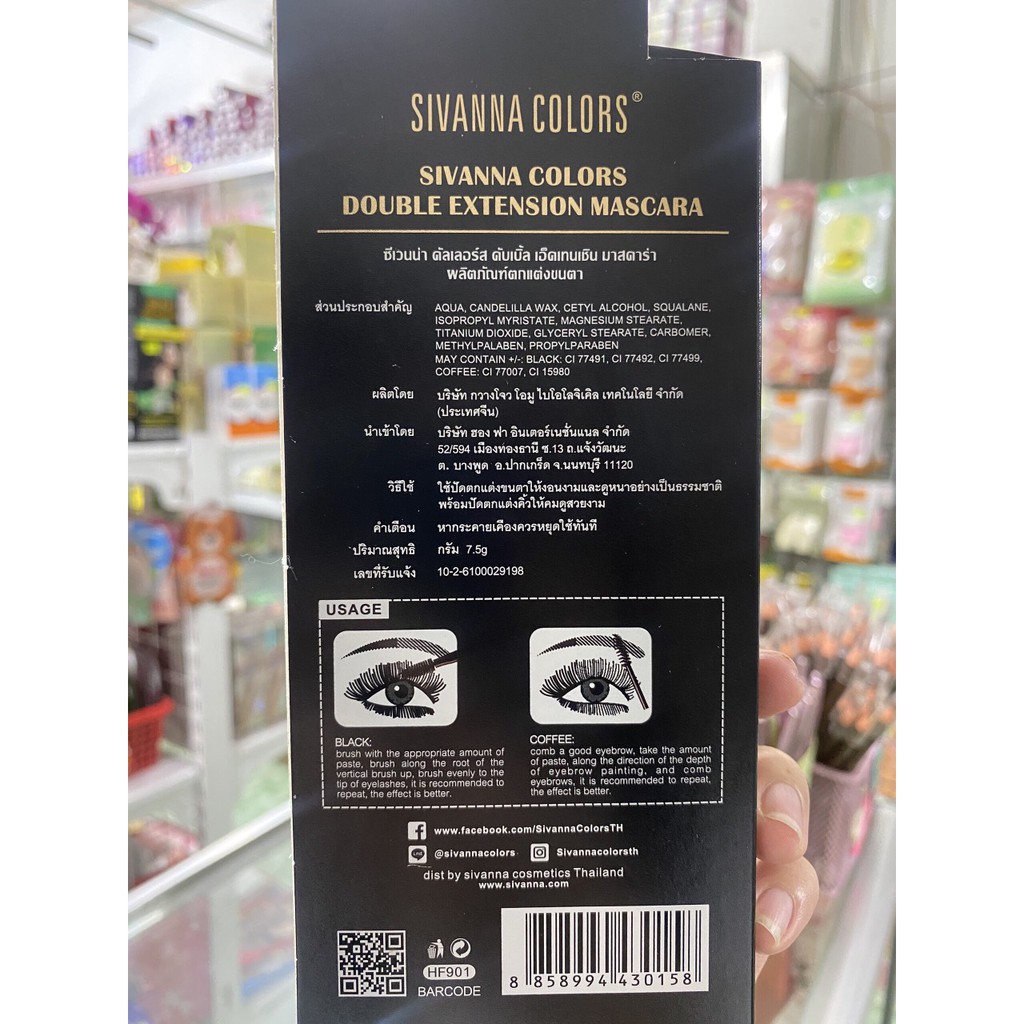 SIVANNA COLORS®
SIVANNA COLORS
DOUBLE EXTENSION MASCARA
ซีเวนน่า คัลเลอร์ส ดับเบิ้ล เอ็ดเทนเชิน มาสคาร่า
ผลิตภัณฑ์ตกแต่งขนตา
ส่วนประกอบสำคัญ AQUA, CANDELILLA WAX, CETYL ALCOHOL, SQUALANE,
ISOPROPYL MYRISTATE, MAGNESIUM STEARATE,
TITANIUM DIOXIDE, GLYCERYL STEARATE, CARBOMER,
METHYLPALABEN, PROPYLPARABEN
MAY CONTAIN +/-: BLACK: CI 77491, CI 77492, CI 77499,
COFFEE: CI 77007, CI 15980
ผลิตโดย บริษัท กวางโจว โอมู ไบโอโลจิเคิล เทคโนโลยี จำกัด
(ประเทศจีน)
นำเข้าโดย บริษัท ฮอง ฟา อินเตอร์เนชั่นแนล จำกัด
52/594 เมืองทองธานี ซ.13 ถ.แจ้งวัฒนะ
ต. บางพูด อ.ปากเกร็ด จ.นนทบุรี 11120
วิธีใช้ ใช้ปัดตกแต่งขนตาให้งอนงามและดูหนาอย่างเป็นธรรมชาติ
พร้อมปัดตกแต่งคิ้วให้คมดูสวยงาม
คำเตือน หากระคายเคืองควรหยุดใช้ทันที
ปริมาณสุทธิ กรัม 7.5g
เลขที่รับแจ้ง 10-2-6100029198
USAGE
BLACK:
brush with the appropriate amount of
paste, brush along the root of the
vertical brush up, brush evenly to the
tip of eyelashes, it is recommended to
repeat, the effect is better.
COFFEE:
comb a good eyebrow, take the amount
of paste, along the direction of the depth
of eyebrow painting, and comb
eyebrows, it is recommended to repeat,
the effect is better.
www.facebook.com/SivannaColorsTH
LINE @sivannacolors Sivannacolorsth
dist by sivanna cosmetics Thailand
www.sivanna.com
HF901
BARCODE
8 858994 430158